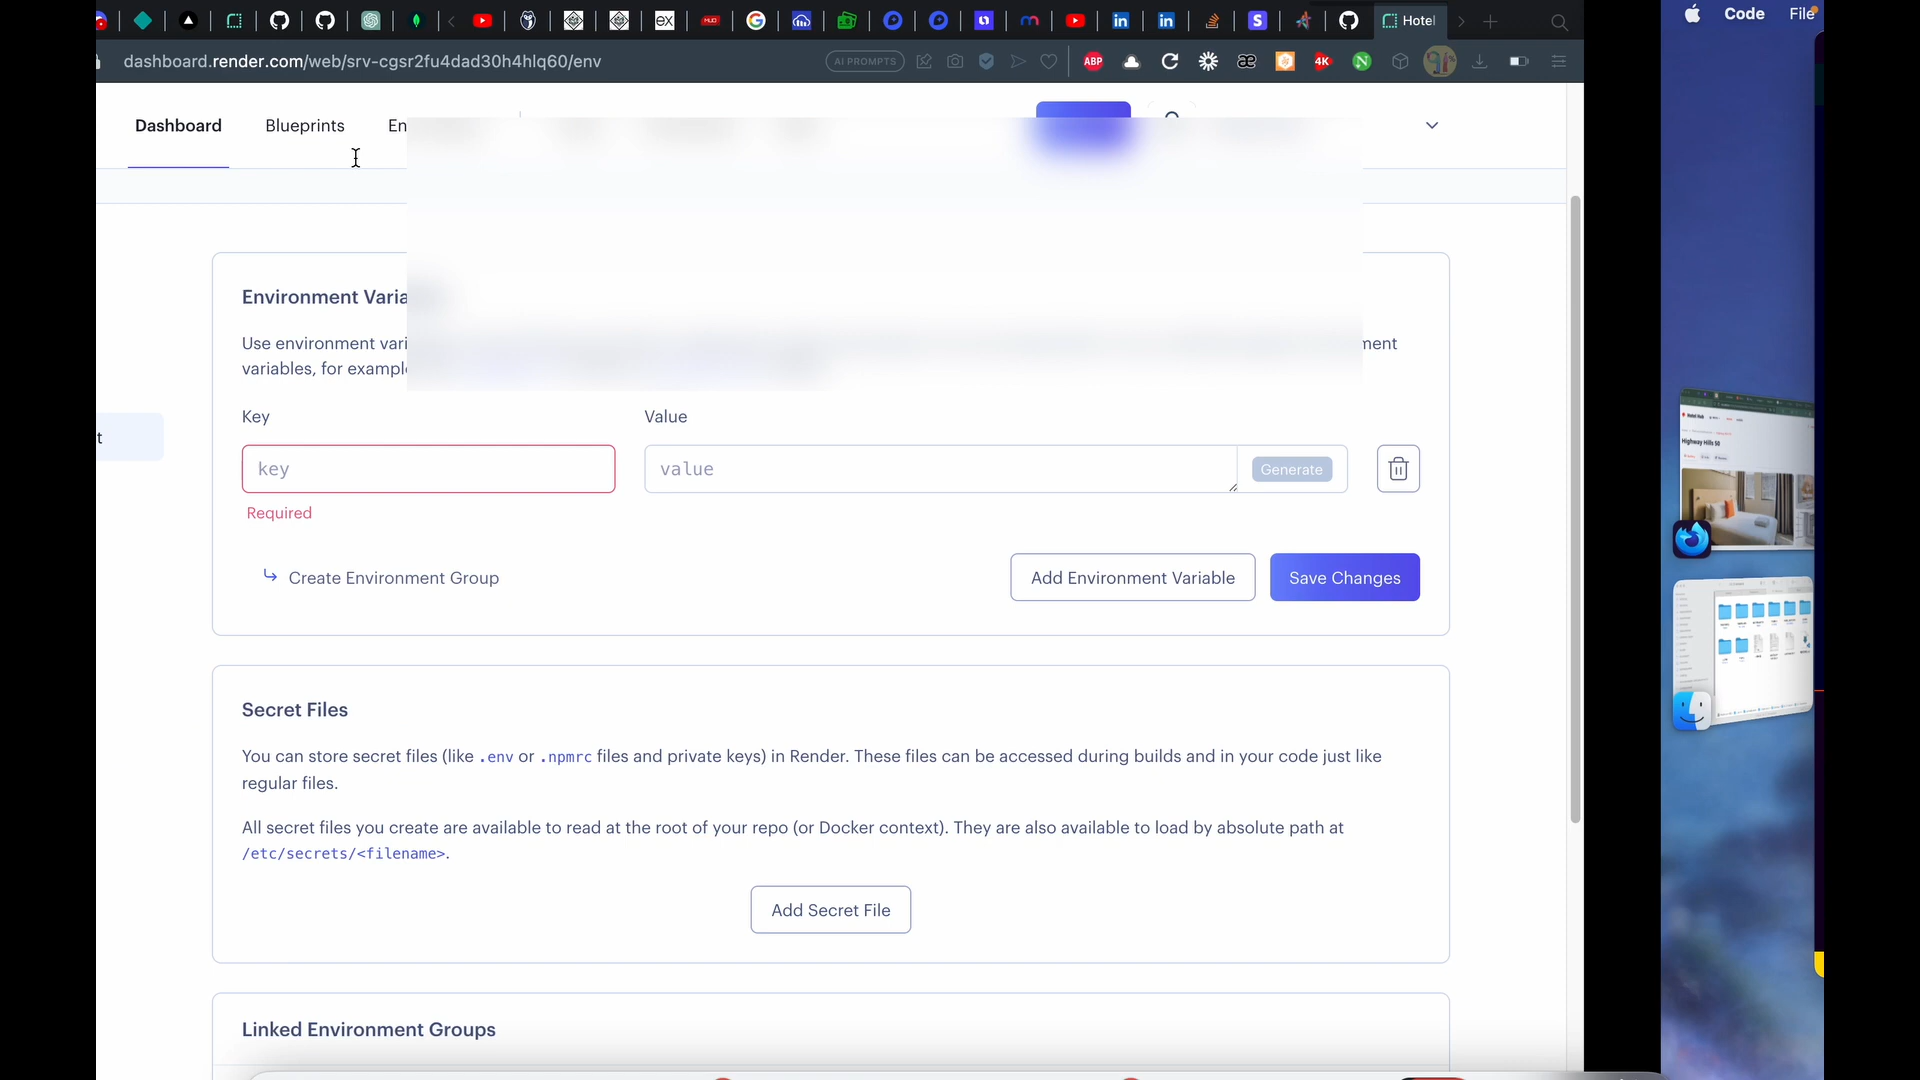 Hotel
Code
File
dashboard.render.com/web/srv-cgsr2fu4dad30h4hlq60/env
AI PROMPTS
ABP
4K
Dashboard
Blueprints
En
Environment Varia
Use environment vari
ment
variables, for example
Key
Value
t
key
value
Generate
Required
Create Environment Group
Add Environment Variable
Save Changes
Secret Files
You can store secret files (like .env or .npmrc files and private keys) in Render. These files can be accessed during builds and in your code just like
regular files.
All secret files you create are available to read at the root of your repo (or Docker context). They are also available to load by absolute path at
/etc/secrets/<filename>.
Add Secret File
Linked Environment Groups
Highway Hills 50